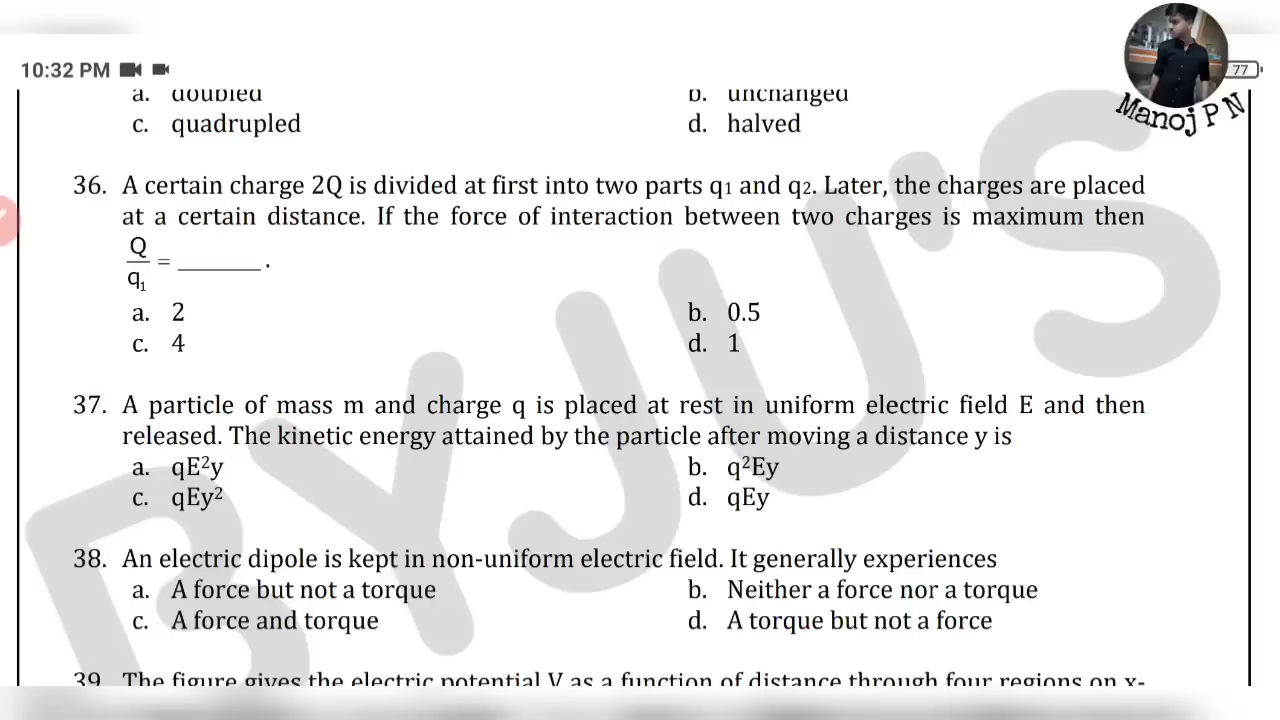 10:32 PM
77
Manoj P N
a. doubled b. unchanged
c. quadrupled d. halved
36. A certain charge 2Q is divided at first into two parts q₁ and q₂. Later, the charges are placed
at a certain distance. If the force of interaction between two charges is maximum then
Q/q₁ = ________ .
a. 2 b. 0.5
c. 4 d. 1
37. A particle of mass m and charge q is placed at rest in uniform electric field E and then
released. The kinetic energy attained by the particle after moving a distance y is
a. qE²y b. q²Ey
c. qEy² d. qEy
38. An electric dipole is kept in non-uniform electric field. It generally experiences
a. A force but not a torque b. Neither a force nor a torque
c. A force and torque d. A torque but not a force
39. The figure gives the electric potential V as a function of distance through four regions on x-
BYJU'S